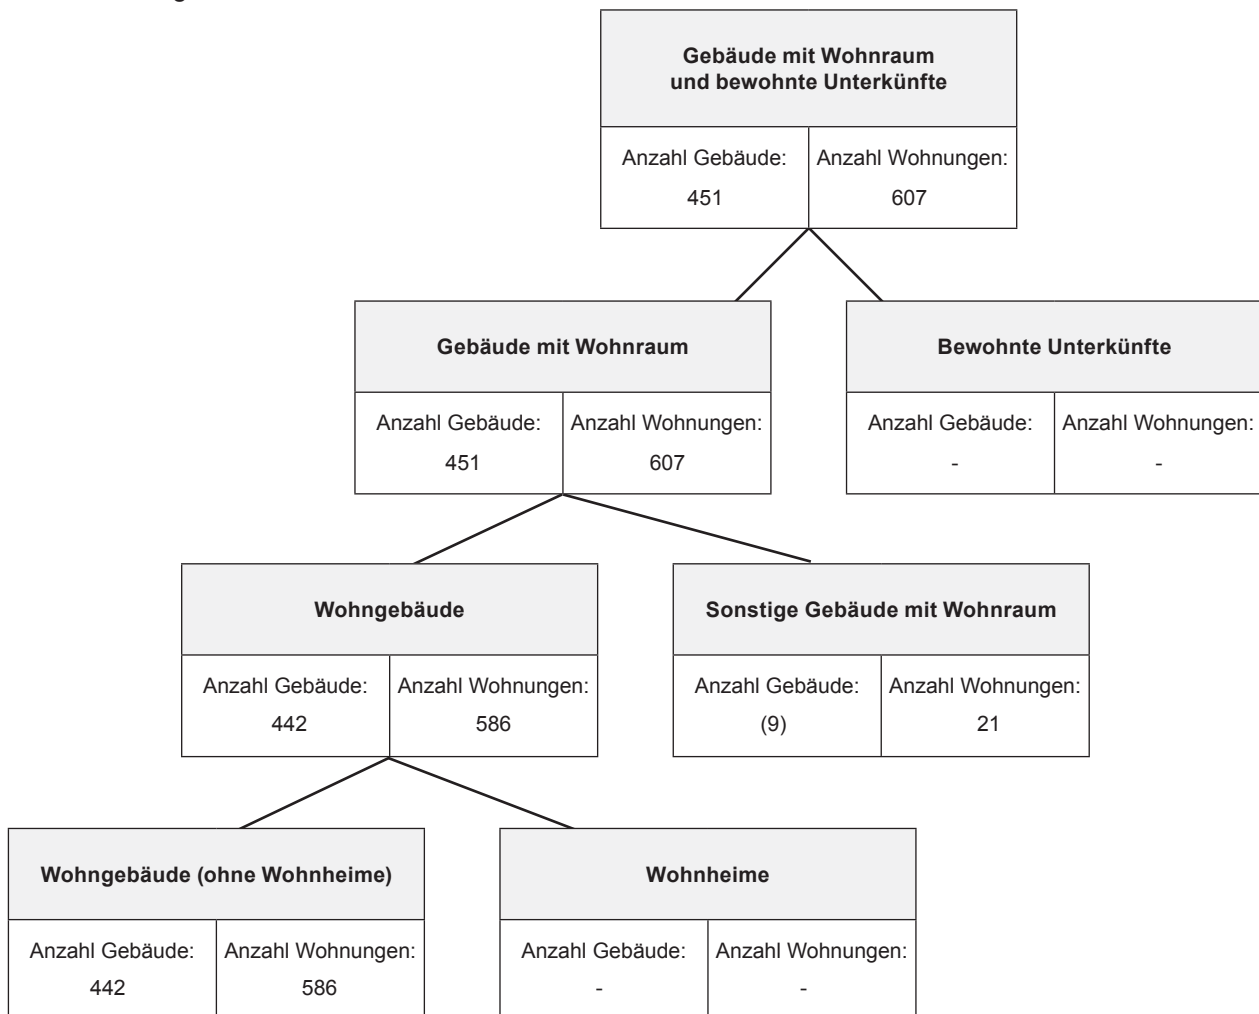 Gebäude mit Wohnraum
und bewohnte Unterkünfte
Anzahl Gebäude:
451
Anzahl Wohnungen:
607
Gebäude mit Wohnraum
Anzahl Gebäude:
451
Anzahl Wohnungen:
607
Bewohnte Unterkünfte
Anzahl Gebäude:
-
Anzahl Wohnungen:
-
Wohngebäude
Anzahl Gebäude:
442
Anzahl Wohnungen:
586
Sonstige Gebäude mit Wohnraum
Anzahl Gebäude:
(9)
Anzahl Wohnungen:
21
Wohngebäude (ohne Wohnheime)
Anzahl Gebäude:
442
Anzahl Wohnungen:
586
Wohnheime
Anzahl Gebäude:
-
Anzahl Wohnungen:
-